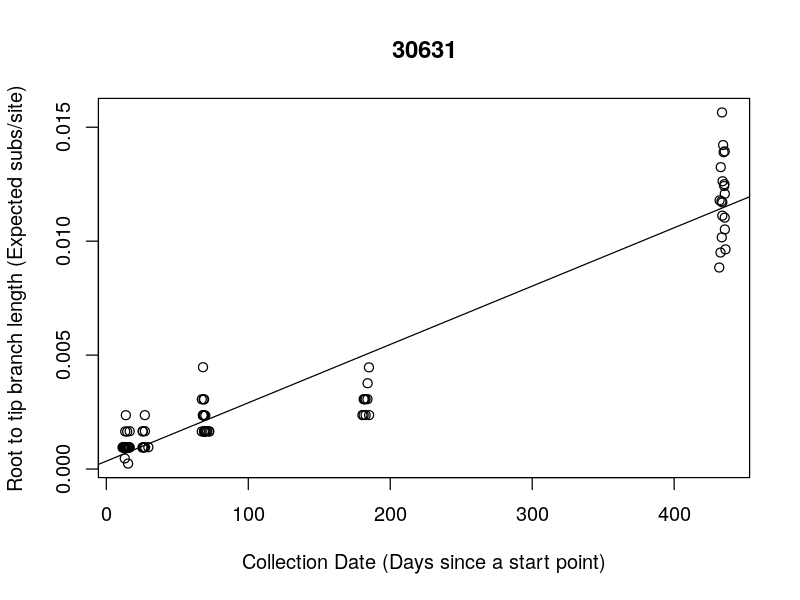 30631
Root to tip branch length (Expected subs/site)
0.015
0.010
0.005
0.000
0 100 200 300 400
Collection Date (Days since a start point)